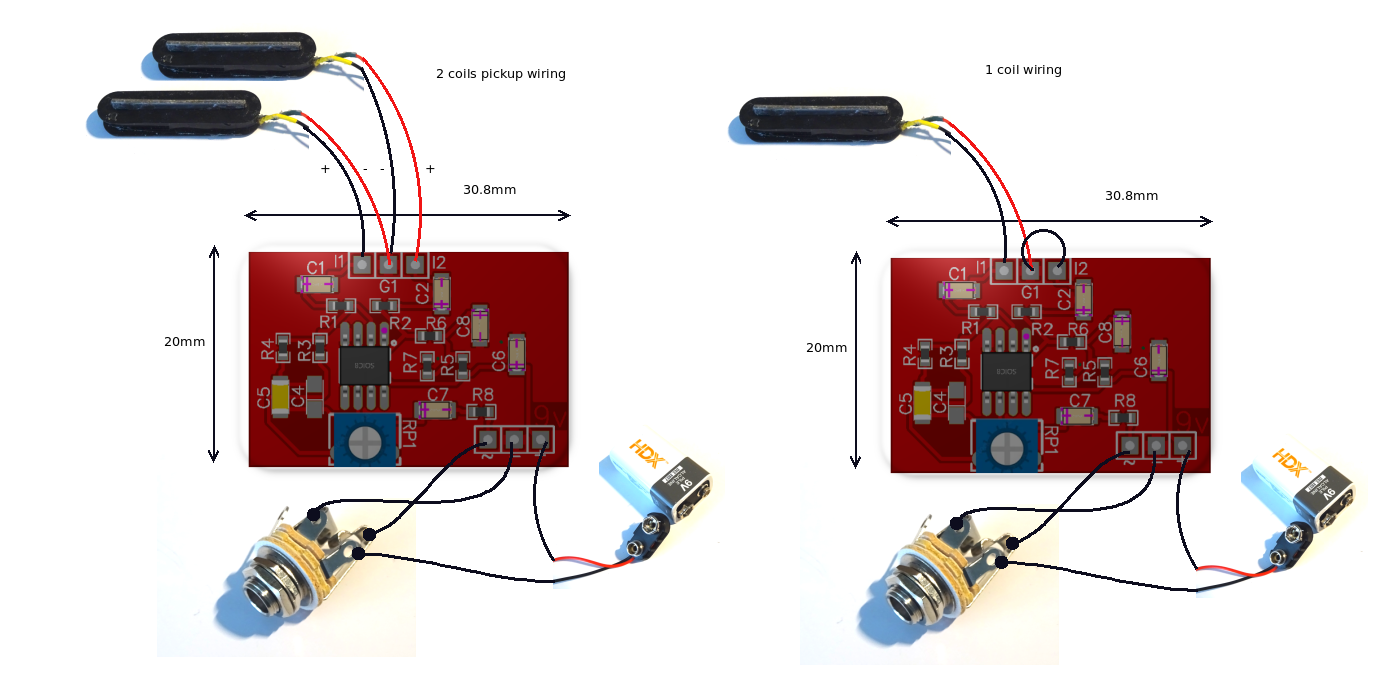 2 coils pickup wiring
+ - - +
30.8mm
20mm
I1
I2
C1
G1
C2
R1
R2
R6
C8
R4
R3
R7
R5
C6
SOIC8
C5
C4
C7
R8
RP1
9V
HDX
9V
1 coil wiring
30.8mm
20mm
I1
I2
C1
G1
C2
R1
R2
R6
C8
R4
R3
R7
R5
C6
SOIC8
C5
C4
C7
R8
RP1
9V
HDX
9V